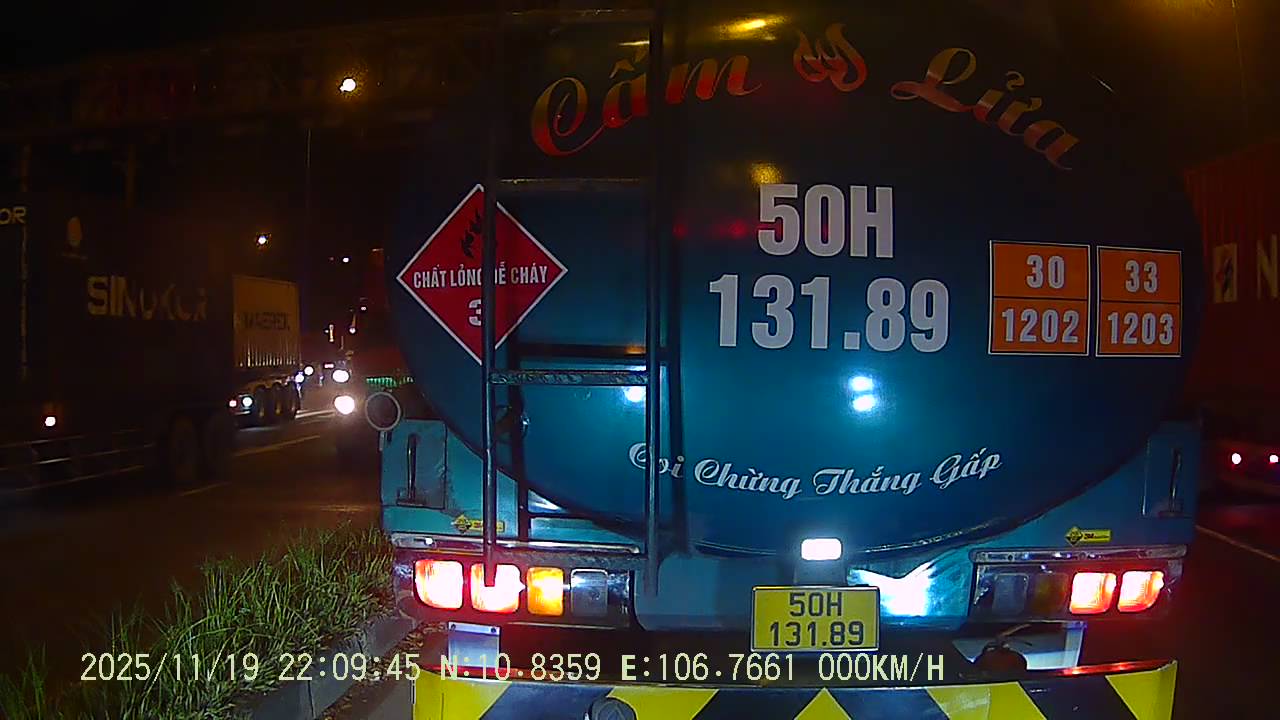 Cấm Lửa
50H
131.89
CHẤT LỎNG DỄ CHÁY
3
30
1202
33
1203
Coi Chừng Thắng Gấp
50H
131.89
MAERSK
2025/11/19 22:09:45 N:10.8359 E:106.7661 000KM/H